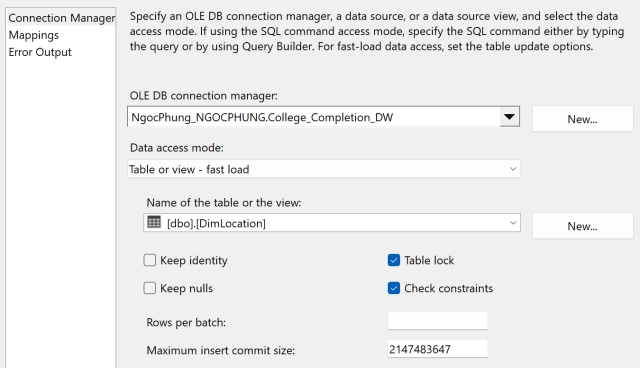 Connection Manager
Mappings
Error Output
Specify an OLE DB connection manager, a data source, or a data source view, and select the data
access mode. If using the SQL command access mode, specify the SQL command either by typing
the query or by using Query Builder. For fast-load data access, set the table update options.
OLE DB connection manager:
NgocPhung_NGOCPHUNG.College_Completion_DW
New...
Data access mode:
Table or view - fast load
Name of the table or the view:
[dbo].[DimLocation]
New...
Keep identity
Table lock
Keep nulls
Check constraints
Rows per batch:
Maximum insert commit size:
2147483647